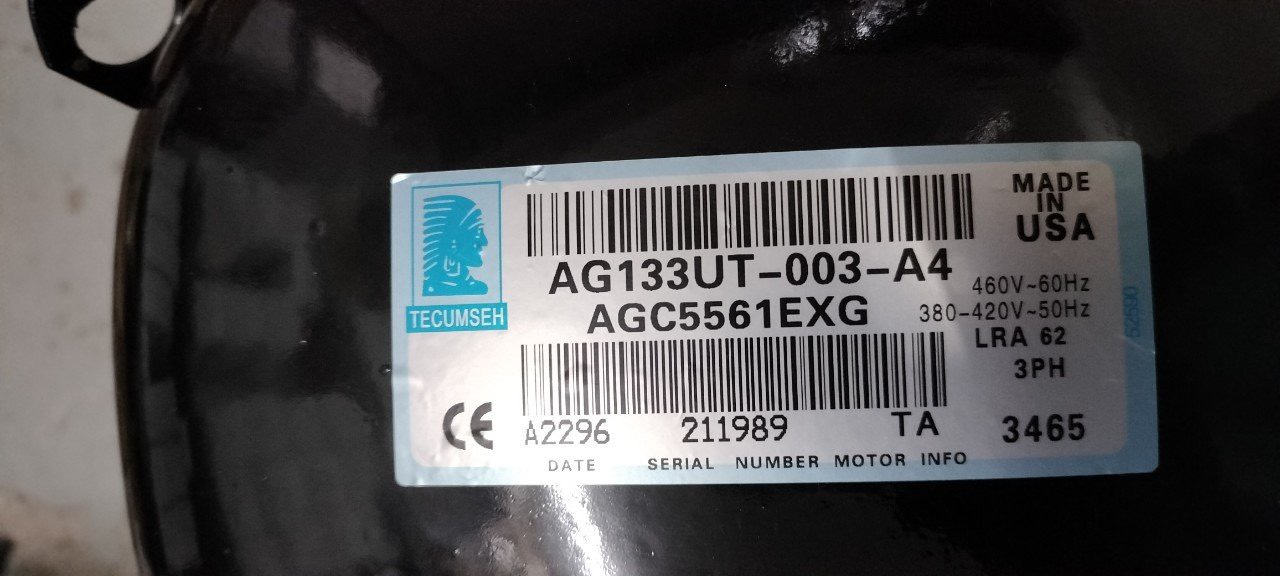 MADE
IN
USA
AG133UT-003-A4
460V~60Hz
TECUMSEH
AGC5561EXG
380-420V~50Hz
LRA 62
3PH
52590
CE
A2296 211989 TA 3465
DATE SERIAL NUMBER MOTOR INFO